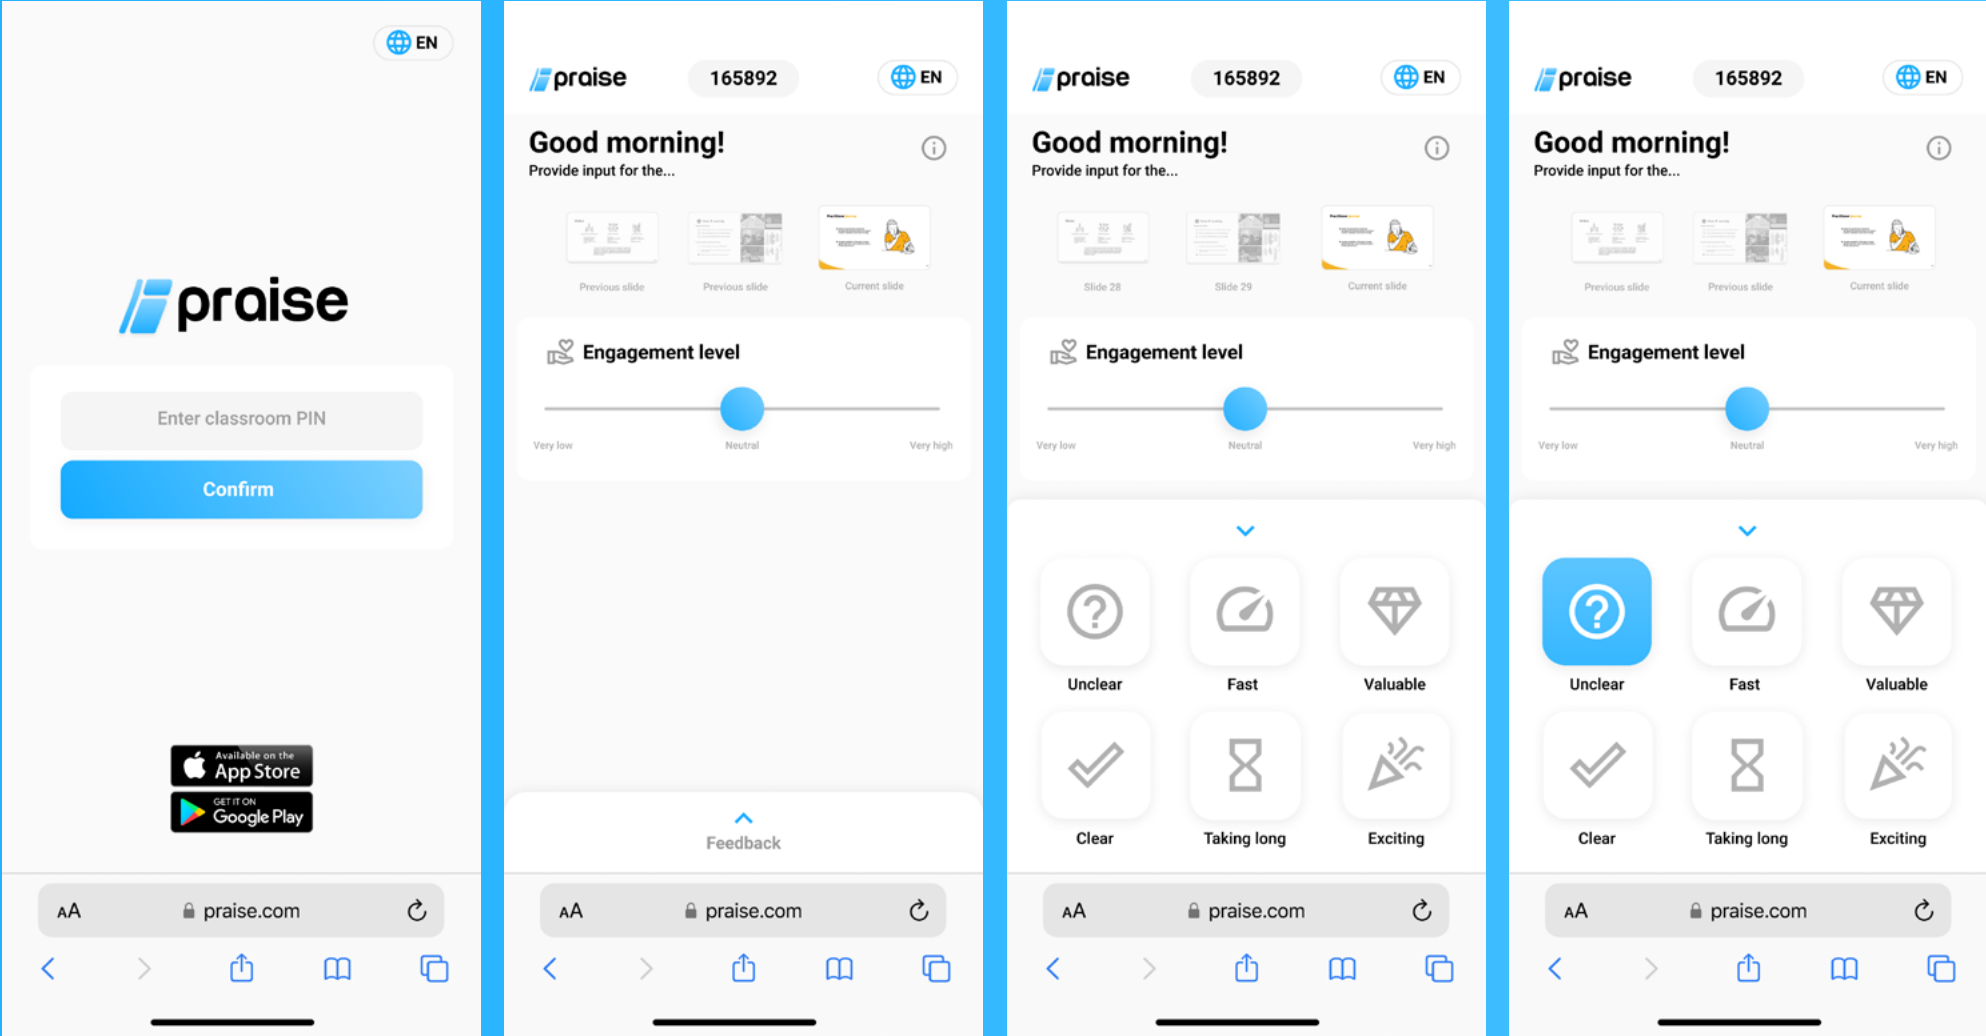 EN
praise
Enter classroom PIN
Confirm
Available on the
App Store
GET IT ON
Google Play
AA
praise.com
praise
165892
EN
Good morning!
Provide input for the...
Previous slide
Previous slide
Current slide
Engagement level
Very low
Neutral
Very high
Feedback
AA
praise.com
praise
165892
EN
Good morning!
Provide input for the...
Slide 28
Slide 29
Current slide
Engagement level
Very low
Neutral
Very high
Unclear
Fast
Valuable
Clear
Taking long
Exciting
AA
praise.com
praise
165892
EN
Good morning!
Provide input for the...
Previous slide
Previous slide
Current slide
Engagement level
Very low
Neutral
Very high
Unclear
Fast
Valuable
Clear
Taking long
Exciting
AA
praise.com